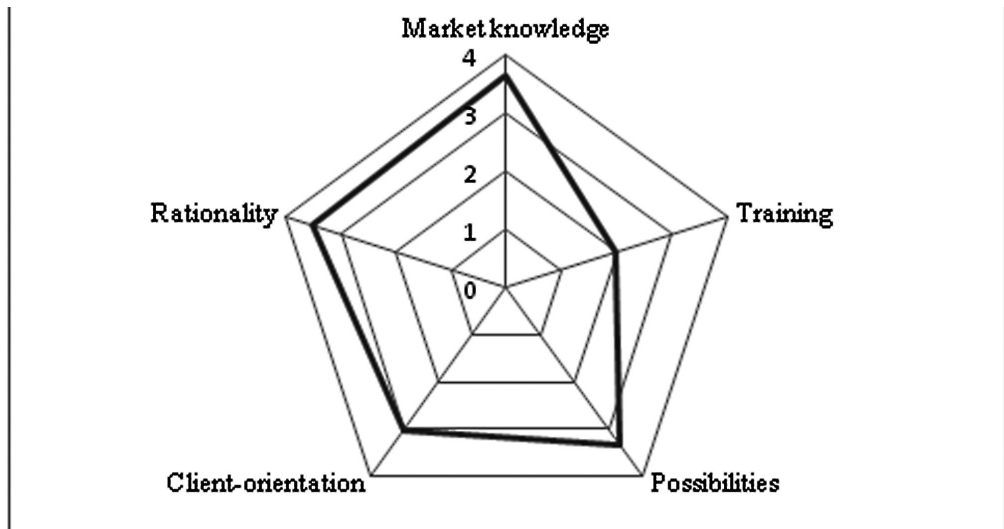 Market knowledge
4
3
2
Rationality
Training
1
0
Client-orientation
Possibilities